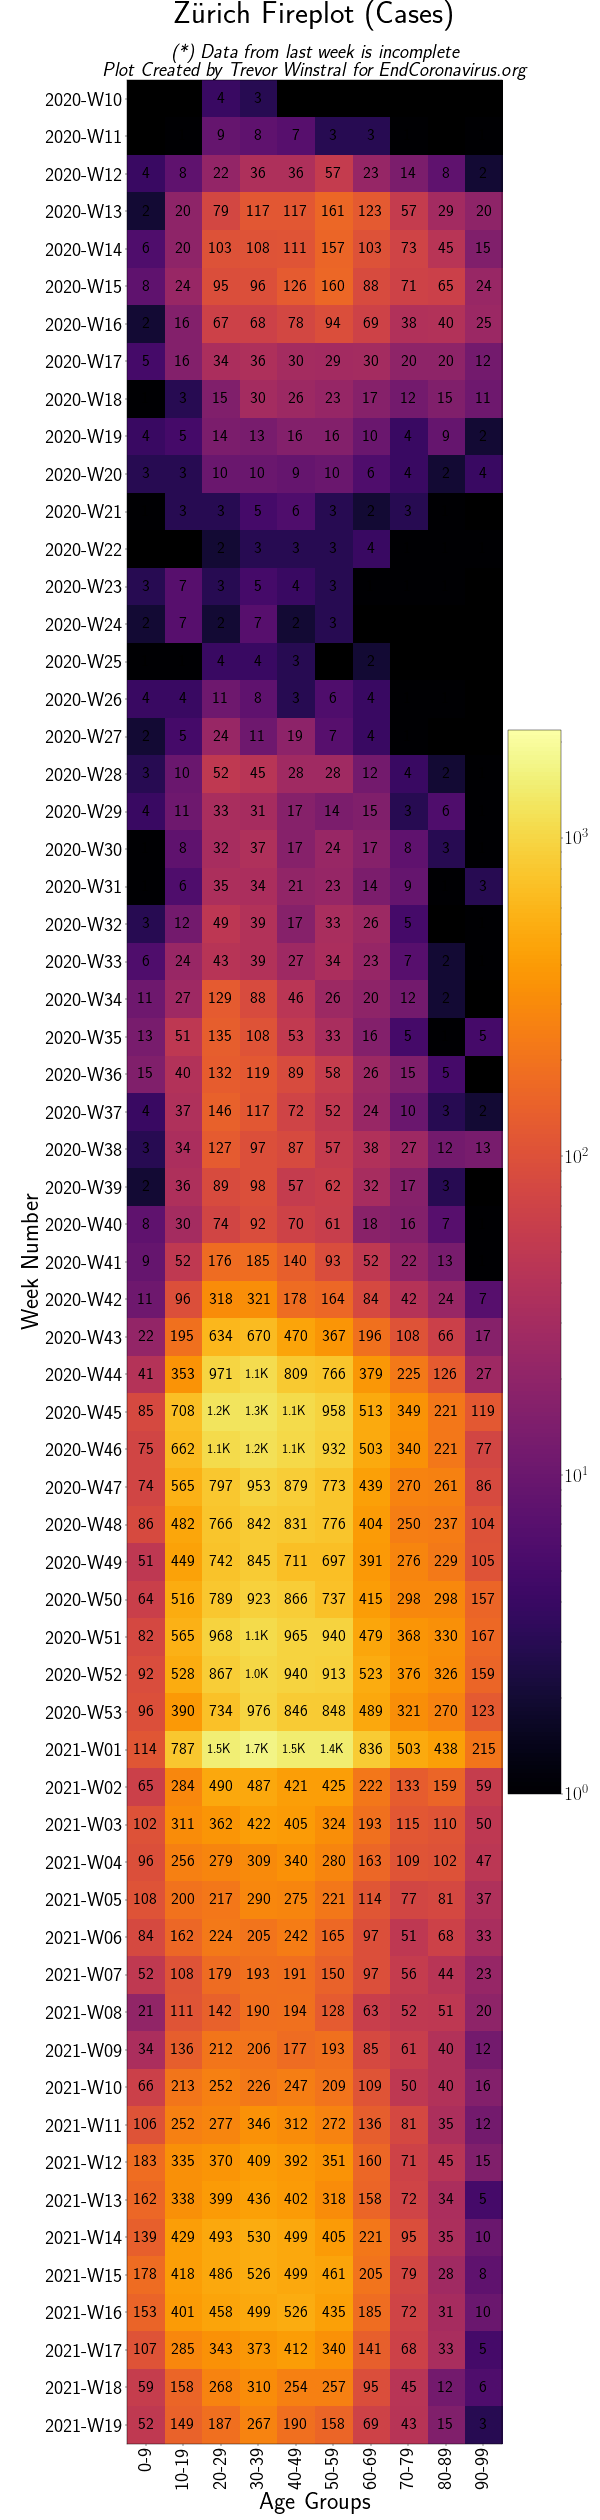 Zürich Fireplot (Cases)
(*) Data from last week is incomplete
Plot Created by Trevor Winstral for EndCoronavirus.org
2020-W10 4 3
2020-W11 9 8 7 3 3
2020-W12 4 8 22 36 36 57 23 14 8 2
2020-W13 2 20 79 117 117 161 123 57 29 20
2020-W14 6 20 103 108 111 157 103 73 45 15
2020-W15 8 24 95 96 126 160 88 71 65 24
2020-W16 2 16 67 68 78 94 69 38 40 25
2020-W17 5 16 34 36 30 29 30 20 20 12
2020-W18 3 15 30 26 23 17 12 15 11
2020-W19 4 5 14 13 16 16 10 4 9 2
2020-W20 3 3 10 10 9 10 6 4 2 4
2020-W21 3 3 5 6 3 2 3
2020-W22 2 3 3 3 4
2020-W23 3 7 3 5 4 3
2020-W24 2 7 2 7 2 3
2020-W25 4 4 3 2
2020-W26 4 4 11 8 3 6 4
2020-W27 2 5 24 11 19 7 4
2020-W28 3 10 52 45 28 28 12 4 2
2020-W29 4 11 33 31 17 14 15 3 6
2020-W30 8 32 37 17 24 17 8 3
2020-W31 6 35 34 21 23 14 9 3
2020-W32 3 12 49 39 17 33 26 5
2020-W33 6 24 43 39 27 34 23 7 2
2020-W34 11 27 129 88 46 26 20 12 2
2020-W35 13 51 135 108 53 33 16 5 5
2020-W36 15 40 132 119 89 58 26 15 5
2020-W37 4 37 146 117 72 52 24 10 3 2
2020-W38 3 34 127 97 87 57 38 27 12 13
2020-W39 2 36 89 98 57 62 32 17 3
2020-W40 8 30 74 92 70 61 18 16 7
2020-W41 9 52 176 185 140 93 52 22 13
2020-W42 11 96 318 321 178 164 84 42 24 7
2020-W43 22 195 634 670 470 367 196 108 66 17
2020-W44 41 353 971 1.1K 809 766 379 225 126 27
2020-W45 85 708 1.2K 1.3K 1.1K 958 513 349 221 119
2020-W46 75 662 1.1K 1.2K 1.1K 932 503 340 221 77
2020-W47 74 565 797 953 879 773 439 270 261 86
2020-W48 86 482 766 842 831 776 404 250 237 104
2020-W49 51 449 742 845 711 697 391 276 229 105
2020-W50 64 516 789 923 866 737 415 298 298 157
2020-W51 82 565 968 1.1K 965 940 479 368 330 167
2020-W52 92 528 867 1.0K 940 913 523 376 326 159
2020-W53 96 390 734 976 846 848 489 321 270 123
2021-W01 114 787 1.5K 1.7K 1.5K 1.4K 836 503 438 215
2021-W02 65 284 490 487 421 425 222 133 159 59
2021-W03 102 311 362 422 405 324 193 115 110 50
2021-W04 96 256 279 309 340 280 163 109 102 47
2021-W05 108 200 217 290 275 221 114 77 81 37
2021-W06 84 162 224 205 242 165 97 51 68 33
2021-W07 52 108 179 193 191 150 97 56 44 23
2021-W08 21 111 142 190 194 128 63 52 51 20
2021-W09 34 136 212 206 177 193 85 61 40 12
2021-W10 66 213 252 226 247 209 109 50 40 16
2021-W11 106 252 277 346 312 272 136 81 35 12
2021-W12 183 335 370 409 392 351 160 71 45 15
2021-W13 162 338 399 436 402 318 158 72 34 5
2021-W14 139 429 493 530 499 405 221 95 35 10
2021-W15 178 418 486 526 499 461 205 79 28 8
2021-W16 153 401 458 499 526 435 185 72 31 10
2021-W17 107 285 343 373 412 340 141 68 33 5
2021-W18 59 158 268 310 254 257 95 45 12 6
2021-W19 52 149 187 267 190 158 69 43 15 3
0-9 10-19 20-29 30-39 40-49 50-59 60-69 70-79 80-89 90-99
Age Groups
Week Number
10³
10²
10¹
10⁰